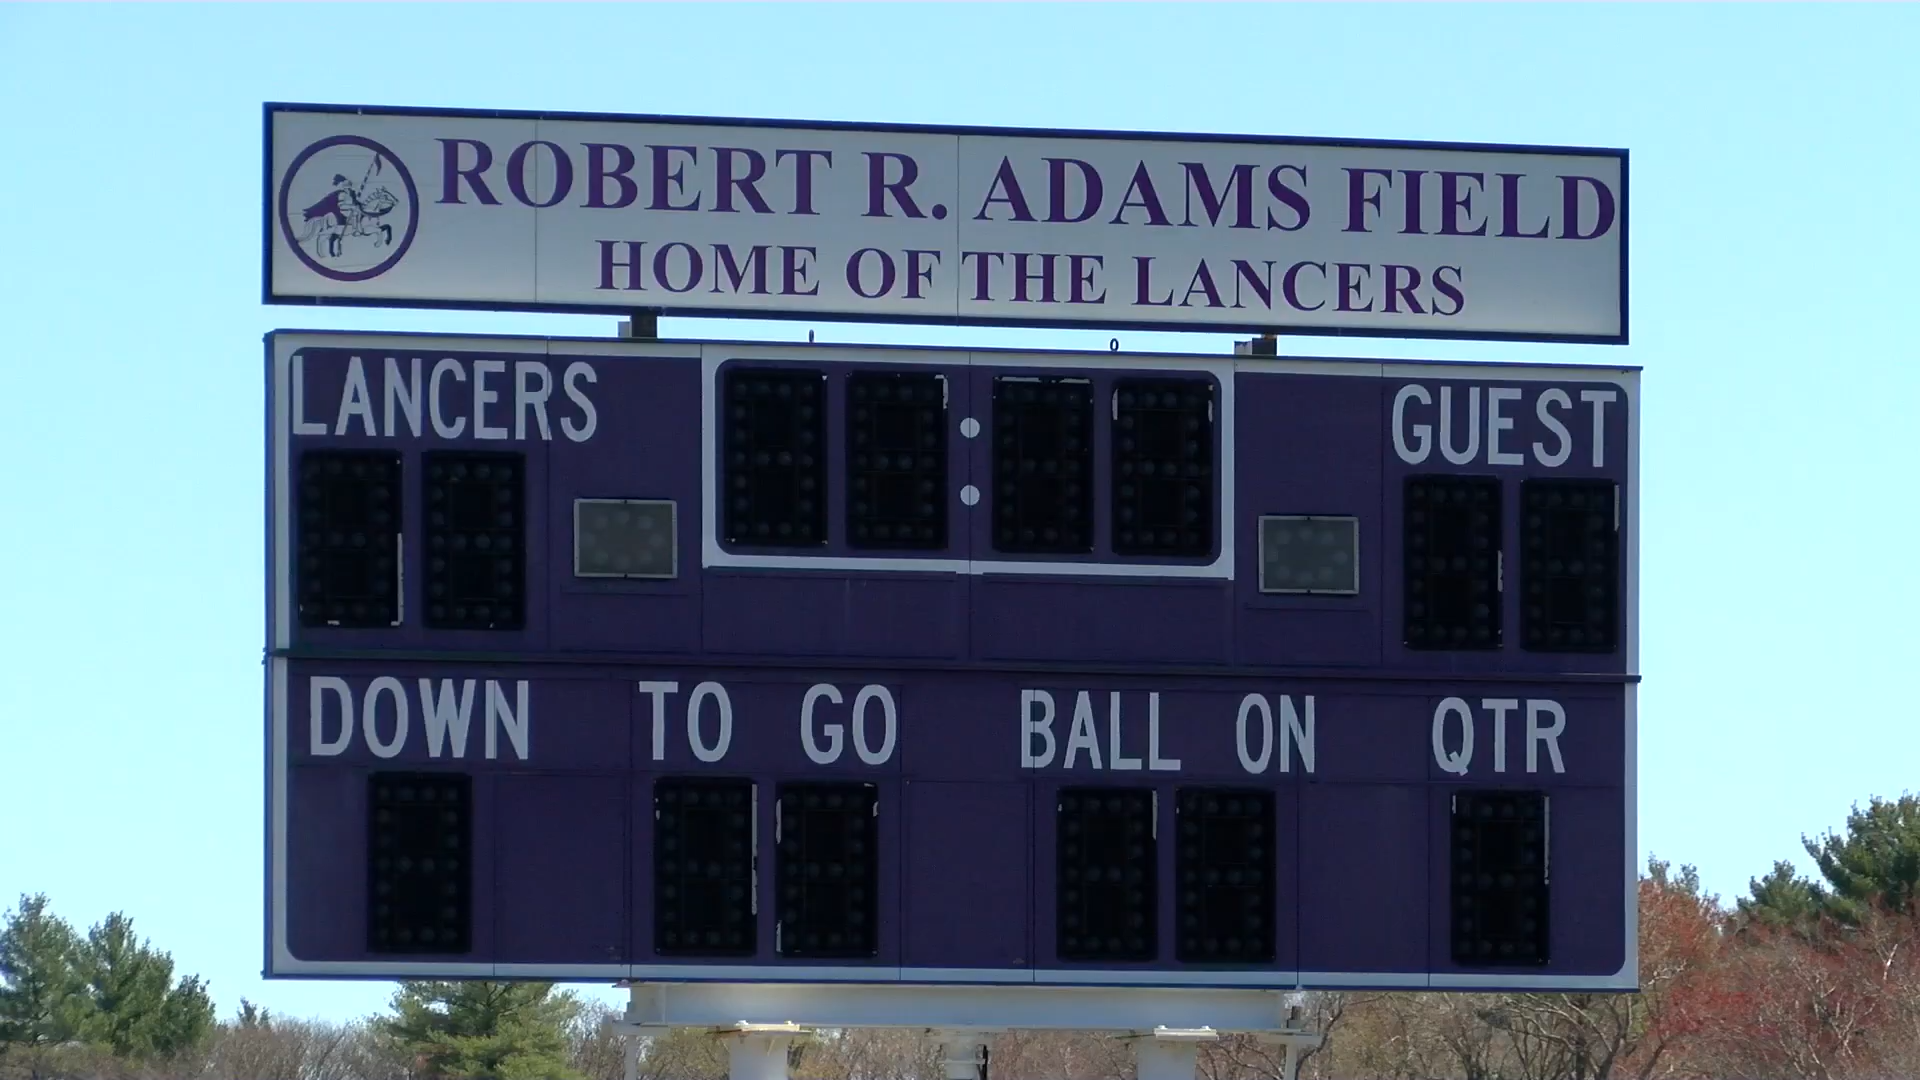 ROBERT R. ADAMS FIELD
HOME OF THE LANCERS
LANCERS
GUEST
DOWN TO GO BALL ON QTR